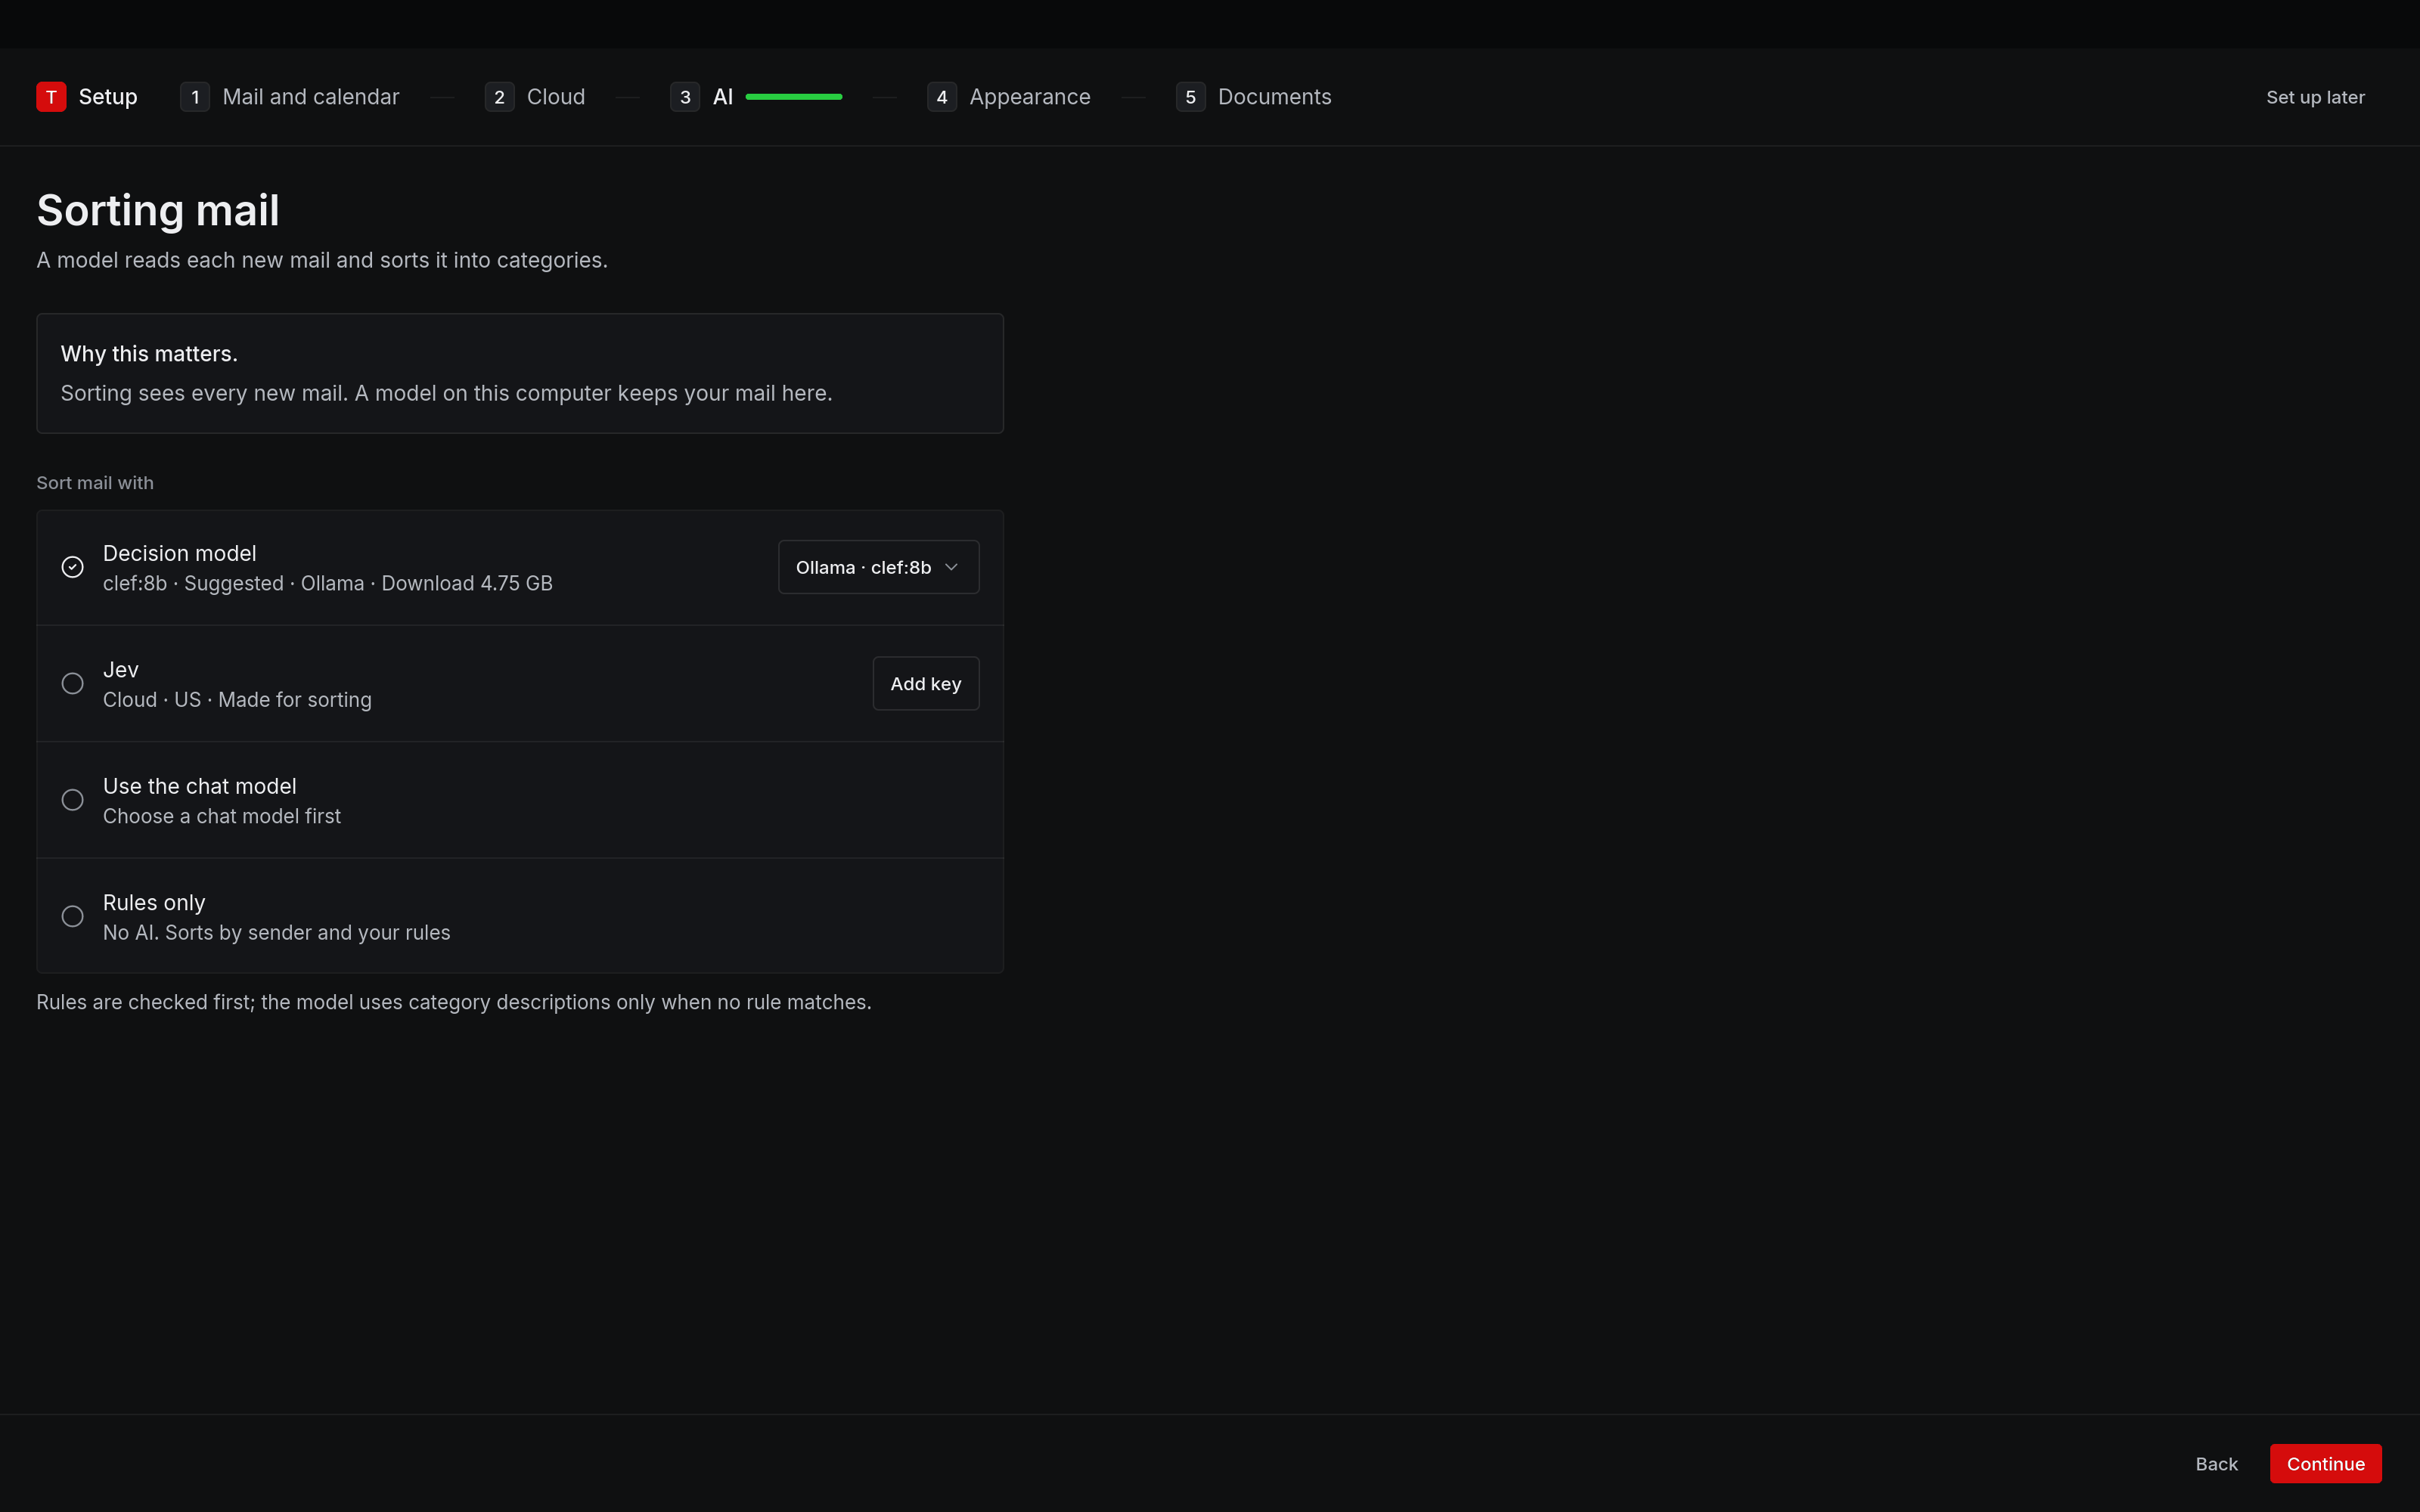 T Setup 1 Mail and calendar 2 Cloud 3 AI 4 Appearance 5 Documents Set up later
Sorting mail
A model reads each new mail and sorts it into categories.
Why this matters.
Sorting sees every new mail. A model on this computer keeps your mail here.
Sort mail with
Decision model
clef:8b · Suggested · Ollama · Download 4.75 GB
Ollama · clef:8b
Jev
Cloud · US · Made for sorting
Add key
Use the chat model
Choose a chat model first
Rules only
No AI. Sorts by sender and your rules
Rules are checked first; the model uses category descriptions only when no rule matches.
Back Continue